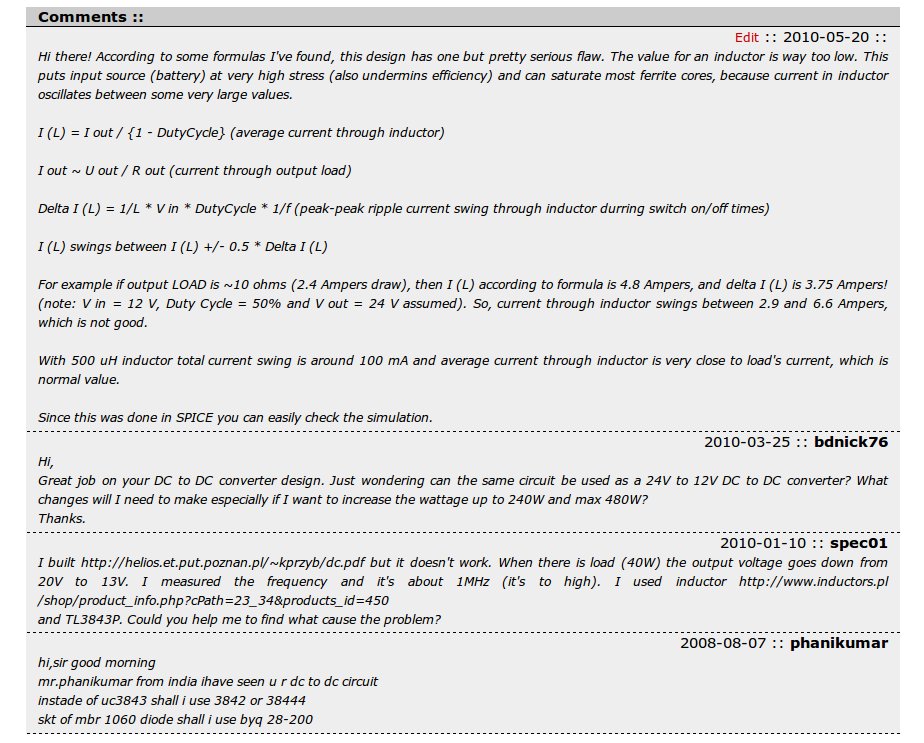 Comments ::
Edit :: 2010-05-20 ::
Hi there! According to some formulas I've found, this design has one but pretty serious flaw. The value for an inductor is way too low. This
puts input source (battery) at very high stress (also undermins efficiency) and can saturate most ferrite cores, because current in inductor
oscillates between some very large values.
I (L) = I out / {1 - DutyCycle} (average current through inductor)
I out ~ U out / R out (current through output load)
Delta I (L) = 1/L * V in * DutyCycle * 1/f (peak-peak ripple current swing through inductor durring switch on/off times)
I (L) swings between I (L) +/- 0.5 * Delta I (L)
For example if output LOAD is ~10 ohms (2.4 Ampers draw), then I (L) according to formula is 4.8 Ampers, and delta I (L) is 3.75 Ampers!
(note: V in = 12 V, Duty Cycle = 50% and V out = 24 V assumed). So, current through inductor swings between 2.9 and 6.6 Ampers,
which is not good.
With 500 uH inductor total current swing is around 100 mA and average current through inductor is very close to load's current, which is
normal value.
Since this was done in SPICE you can easily check the simulation.
2010-03-25 :: bdnick76
Hi,
Great job on your DC to DC converter design. Just wondering can the same circuit be used as a 24V to 12V DC to DC converter? What
changes will I need to make especially if I want to increase the wattage up to 240W and max 480W?
Thanks.
2010-01-10 :: spec01
I built http://helios.et.put.poznan.pl/~kprzyb/dc.pdf but it doesn't work. When there is load (40W) the output voltage goes down from
20V to 13V. I measured the frequency and it's about 1MHz (it's to high). I used inductor http://www.inductors.pl
/shop/product_info.php?cPath=23_34&products_id=450
and TL3843P. Could you help me to find what cause the problem?
2008-08-07 :: phanikumar
hi,sir good morning
mr.phanikumar from india ihave seen u r dc to dc circuit
instade of uc3843 shall i use 3842 or 38444
skt of mbr 1060 diode shall i use byq 28-200